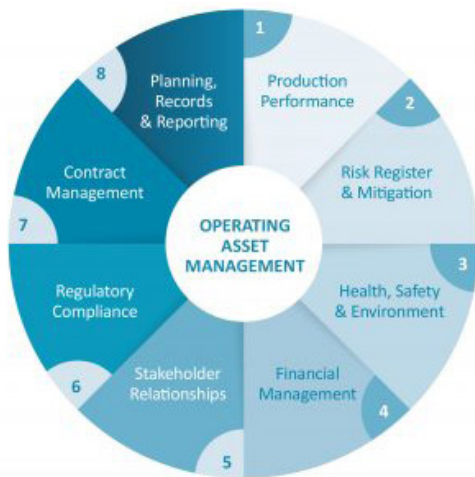 1
Production
Performance
2
Risk Register
& Mitigation
3
Health, Safety
& Environment
4
Financial
Management
5
Stakeholder
Relationships
6
Regulatory
Compliance
7
Contract
Management
8
Planning,
Records
& Reporting
OPERATING
ASSET
MANAGEMENT